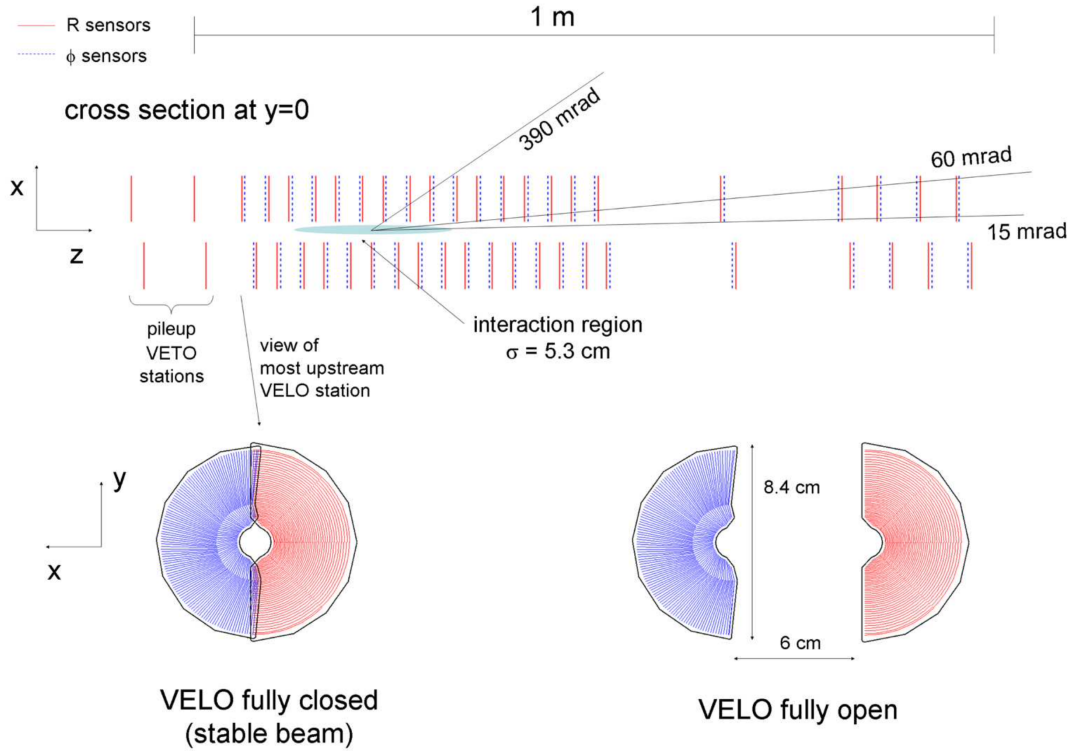 R sensors
ϕ sensors
1 m
cross section at y=0
390 mrad
60 mrad
15 mrad
x
z
pileup
VETO
stations
view of
most upstream
VELO station
interaction region
σ = 5.3 cm
y
x
8.4 cm
6 cm
VELO fully closed
(stable beam)
VELO fully open